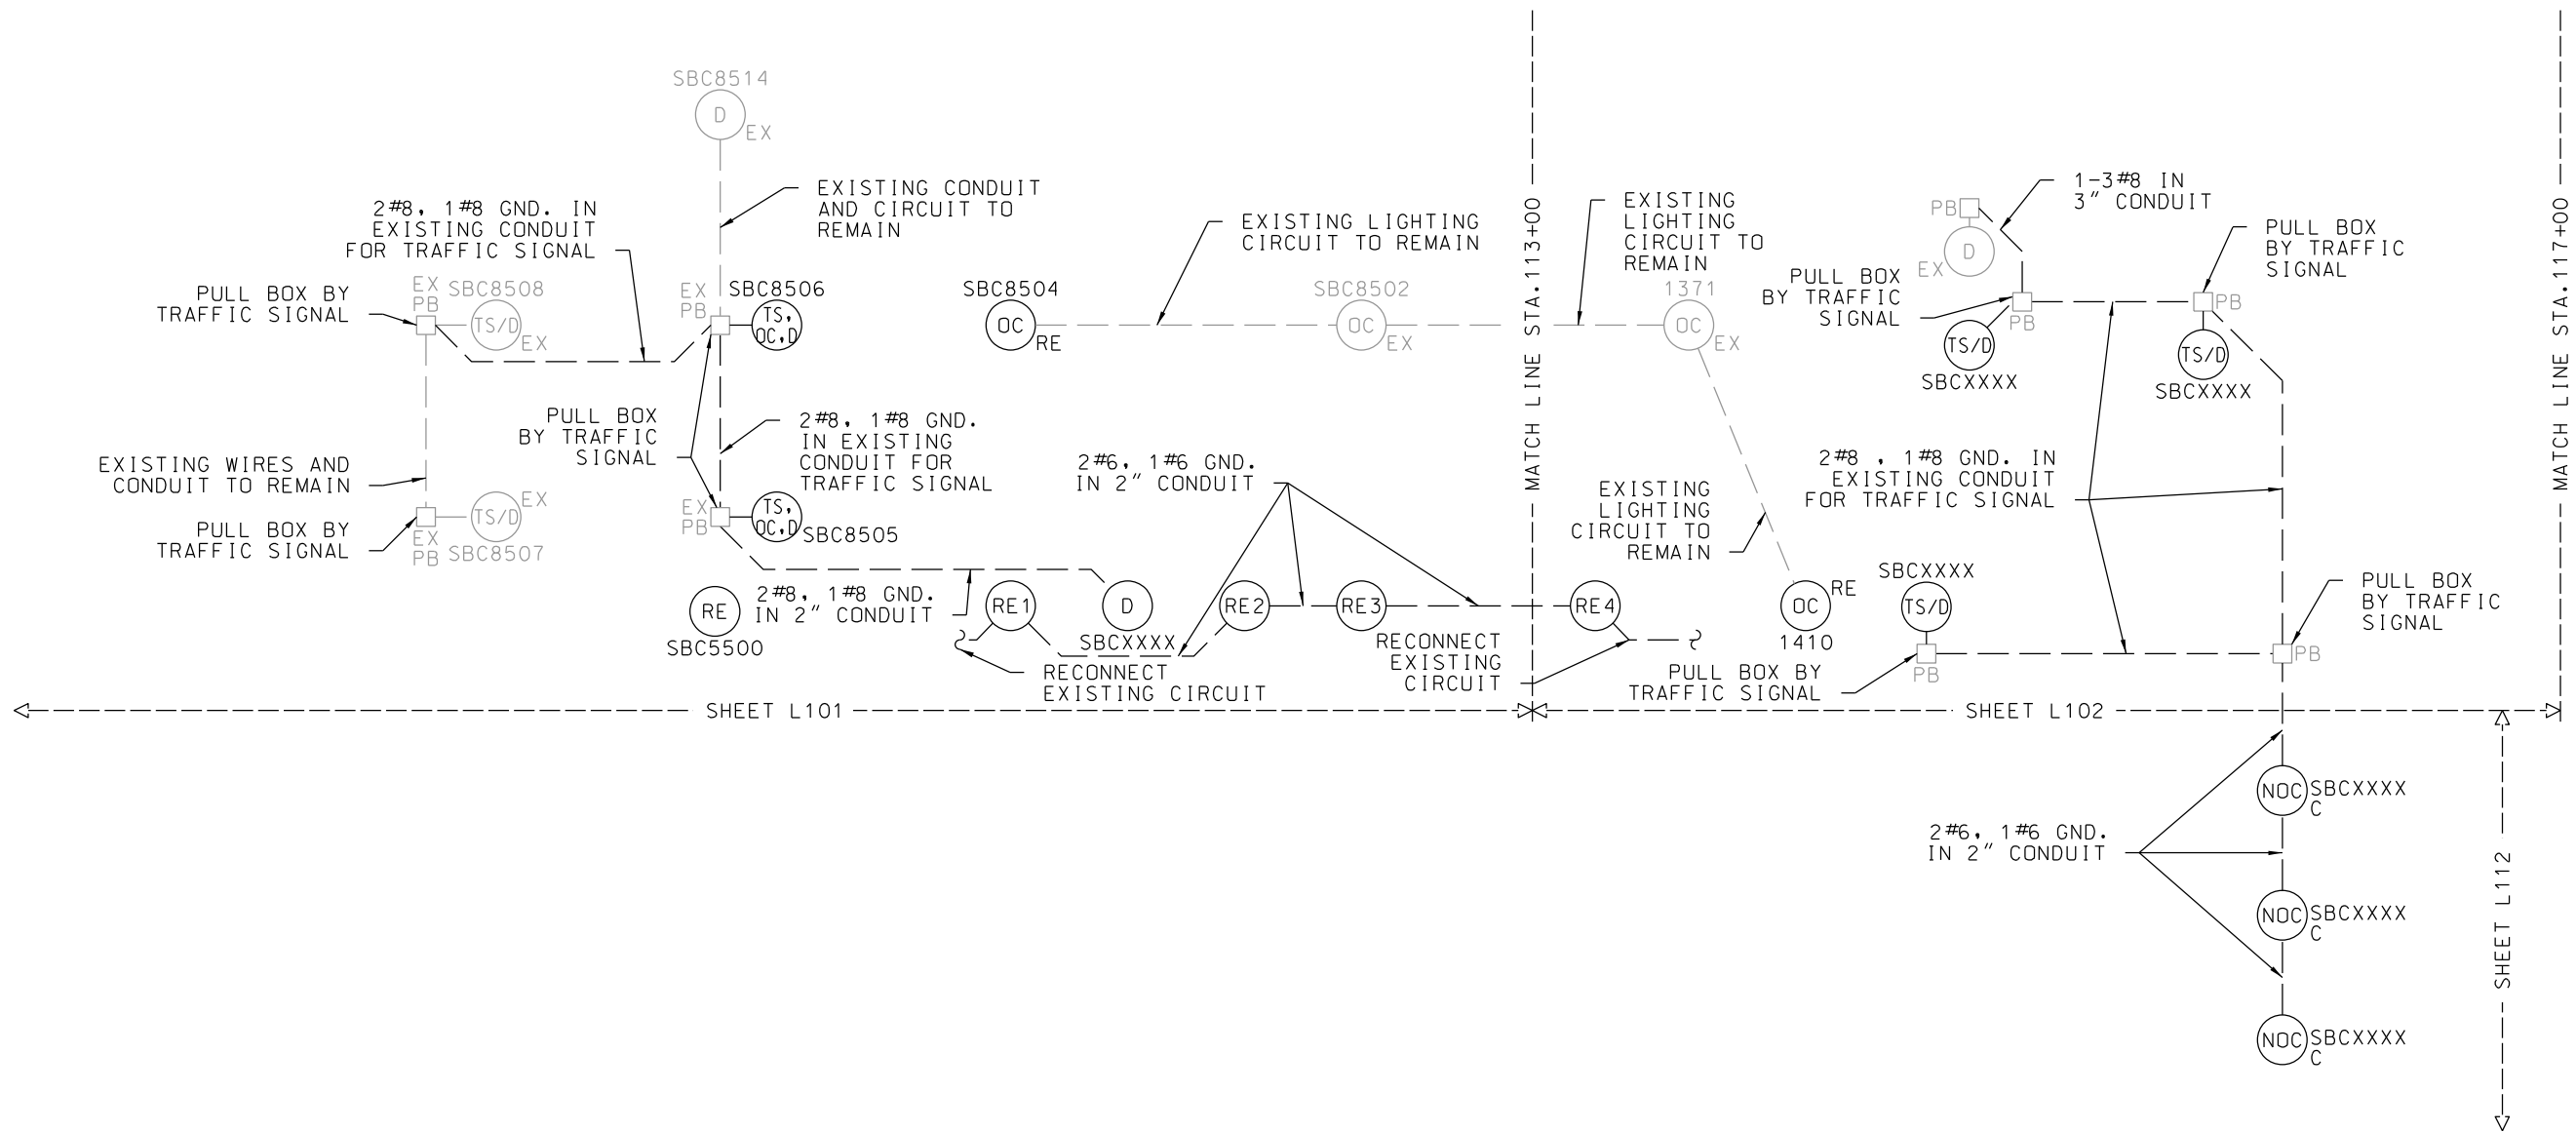 SBC8514
D
EX
EXISTING CONDUIT
AND CIRCUIT TO
REMAIN
2#8, 1#8 GND. IN
EXISTING CONDUIT
FOR TRAFFIC SIGNAL
PULL BOX BY
TRAFFIC SIGNAL
EX
PB
SBC8508
TS/D
EX
EX
PB
SBC8506
TS,
OC,D
SBC8504
OC
RE
EXISTING LIGHTING
CIRCUIT TO REMAIN
SBC8502
OC
EX
MATCH LINE STA.113+00
EXISTING
LIGHTING
CIRCUIT TO
REMAIN
1371
OC
EX
PB
D
EX
1-3#8 IN
3" CONDUIT
PULL BOX
BY TRAFFIC
SIGNAL
PB
TS/D
SBCXXXX
PULL BOX
BY TRAFFIC
SIGNAL
PB
TS/D
SBCXXXX
MATCH LINE STA.117+00
EXISTING WIRES AND
CONDUIT TO REMAIN
PULL BOX BY
TRAFFIC SIGNAL
EX
PB
TS/D
EX
SBC8507
PULL BOX
BY TRAFFIC
SIGNAL
2#8, 1#8 GND.
IN EXISTING
CONDUIT FOR
TRAFFIC SIGNAL
EX
PB
TS,
OC,D
SBC8505
2#6, 1#6 GND.
IN 2" CONDUIT
EXISTING
LIGHTING
CIRCUIT TO
REMAIN
2#8 , 1#8 GND. IN
EXISTING CONDUIT
FOR TRAFFIC SIGNAL
RE
SBC5500
2#8, 1#8 GND.
IN 2" CONDUIT
RE1
D
SBCXXXX
RE2
RE3
RE4
RECONNECT
EXISTING CIRCUIT
RECONNECT
EXISTING
CIRCUIT
OC
RE
1410
SBCXXXX
TS/D
PB
PULL BOX BY
TRAFFIC SIGNAL
PULL BOX
BY TRAFFIC
SIGNAL
PB
SHEET L101
SHEET L102
NOC
SBCXXXX
C
2#6, 1#6 GND.
IN 2" CONDUIT
NOC
SBCXXXX
C
NOC
SBCXXXX
C
SHEET L112